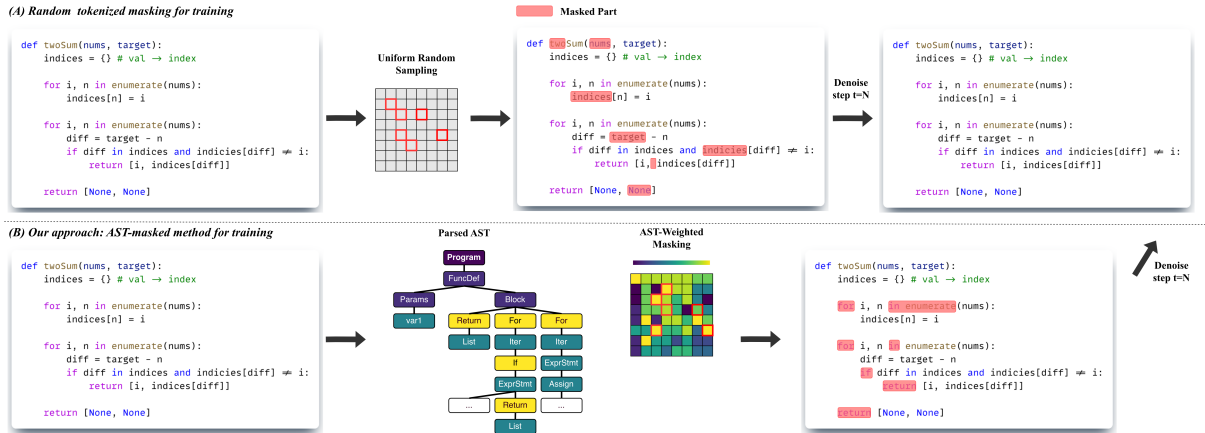 (A) Random tokenized masking for training
Masked Part
def twoSum(nums, target):
indices = {} # val → index
for i, n in enumerate(nums):
indices[n] = i
for i, n in enumerate(nums):
diff = target - n
if diff in indices and indicies[diff] ≠ i:
return [i, indices[diff]]
return [None, None]
Uniform Random
Sampling
def twoSum(nums, target):
indices = {} # val → index
for i, n in enumerate(nums):
indices[n] = i
for i, n in enumerate(nums):
diff = target - n
if diff in indices and indicies[diff] ≠ i:
return [i, indices[diff]]
return [None, None]
Denoise
step t=N
def twoSum(nums, target):
indices = {} # val → index
for i, n in enumerate(nums):
indices[n] = i
for i, n in enumerate(nums):
diff = target - n
if diff in indices and indicies[diff] ≠ i:
return [i, indices[diff]]
return [None, None]
(B) Our approach: AST-masked method for training
def twoSum(nums, target):
indices = {} # val → index
for i, n in enumerate(nums):
indices[n] = i
for i, n in enumerate(nums):
diff = target - n
if diff in indices and indicies[diff] ≠ i:
return [i, indices[diff]]
return [None, None]
Parsed AST
Program
FuncDef
Params Block
var1 Return For For
List Iter Iter
If ExprStmt
ExprStmt Assign
... Return ...
List
AST-Weighted
Masking
def twoSum(nums, target):
indices = {} # val → index
for i, n in enumerate(nums):
indices[n] = i
for i, n in enumerate(nums):
diff = target - n
if diff in indices and indicies[diff] ≠ i:
return [i, indices[diff]]
return [None, None]
Denoise
step t=N